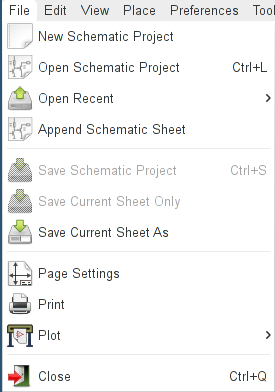 File Edit View Place Preferences
New Schematic Project
Open Schematic Project Ctrl+L
Open Recent
Append Schematic Sheet
Save Schematic Project Ctrl+S
Save Current Sheet Only
Save Current Sheet As
Page Settings
Print
Plot
Close Ctrl+Q